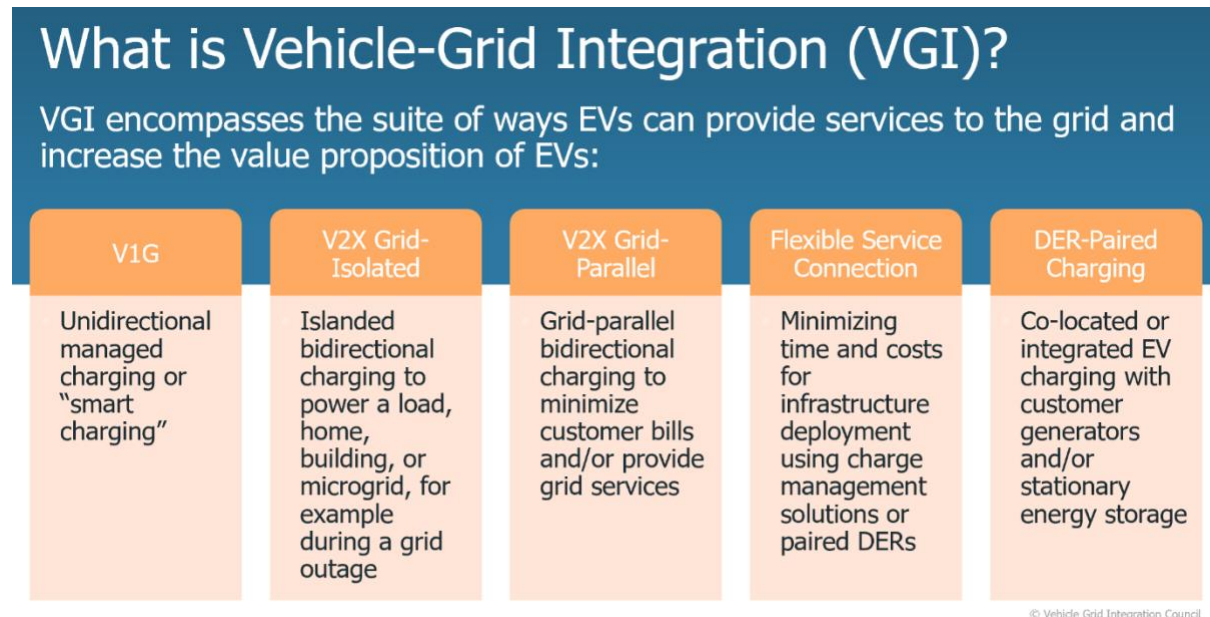 What is Vehicle-Grid Integration (VGI)?
VGI encompasses the suite of ways EVs can provide services to the grid and
increase the value proposition of EVs:
V1G
Unidirectional
managed
charging or
“smart
charging”
V2X Grid-
Isolated
Islanded
bidirectional
charging to
power a load,
home,
building, or
microgrid, for
example
during a grid
outage
V2X Grid-
Parallel
Grid-parallel
bidirectional
charging to
minimize
customer bills
and/or provide
grid services
Flexible Service
Connection
Minimizing
time and costs
for
infrastructure
deployment
using charge
management
solutions or
paired DERs
DER-Paired
Charging
Co-located or
integrated EV
charging with
customer
generators
and/or
stationary
energy storage
© Vehicle Grid Integration Council